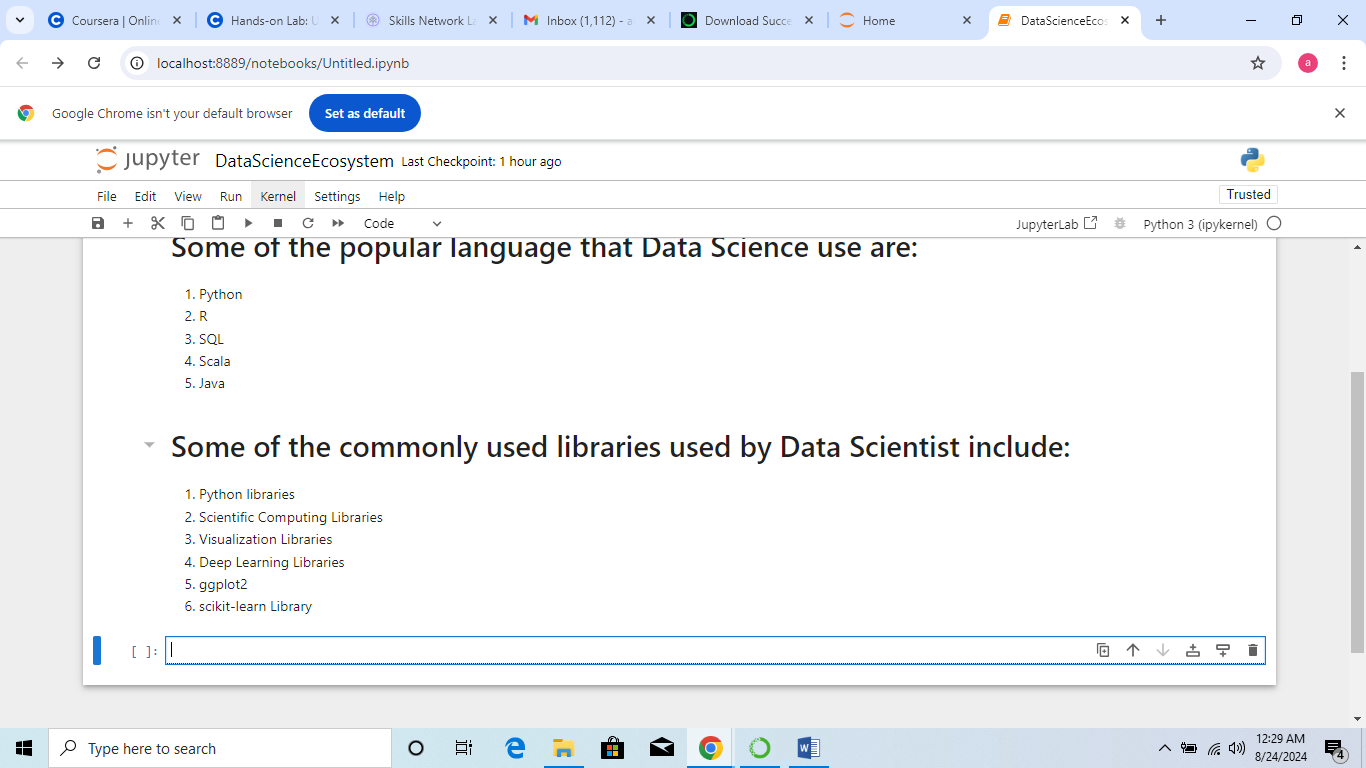 Coursera | Online
Hands-on Lab: U
Skills Network La
Inbox (1,112) - a
Download Succe
Home
DataScienceEcos
localhost:8889/notebooks/Untitled.ipynb
a
Google Chrome isn't your default browser
Set as default
jupyter
DataScienceEcosystem
Last Checkpoint: 1 hour ago
File Edit View Run Kernel Settings Help
Trusted
Code
JupyterLab
Python 3 (ipykernel)
Some of the popular language that Data Science use are:
1. Python
2. R
3. SQL
4. Scala
5. Java
Some of the commonly used libraries used by Data Scientist include:
1. Python libraries
2. Scientific Computing Libraries
3. Visualization Libraries
4. Deep Learning Libraries
5. ggplot2
6. scikit-learn Library
[ ]:
Type here to search
12:29 AM
8/24/2024
4